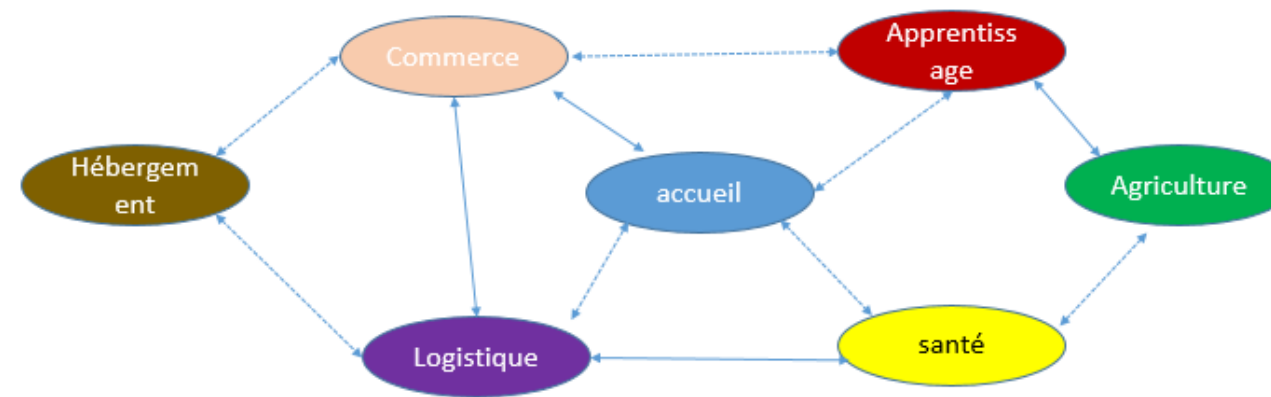 Commerce
Apprentiss
age
Hébergem
ent
accueil
Agriculture
Logistique
santé